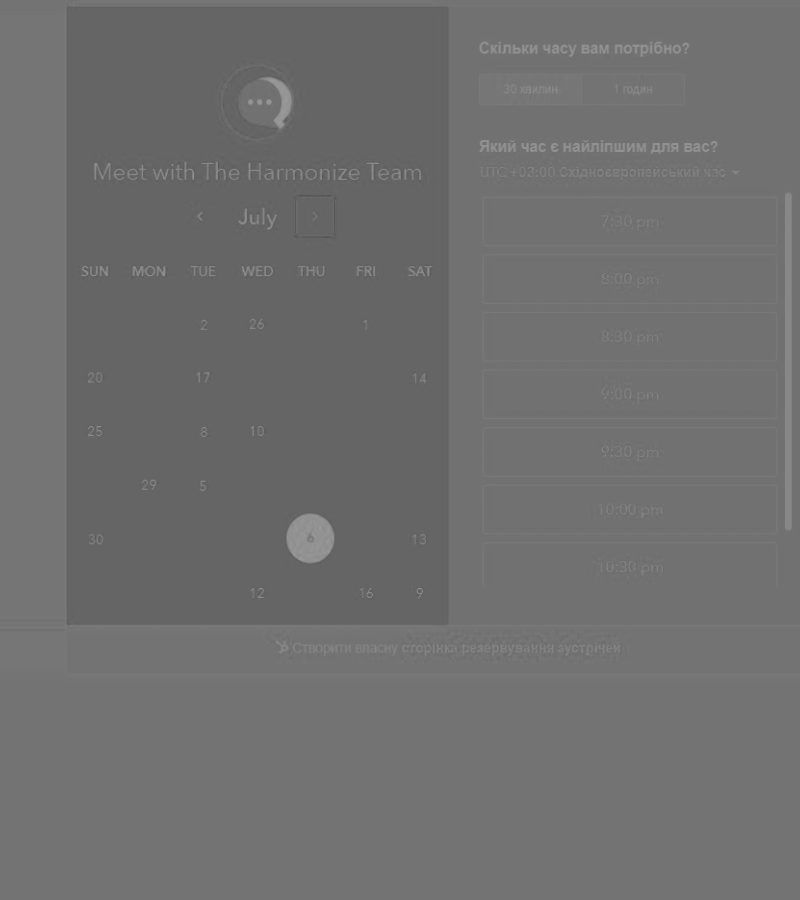 Meet with The Harmonize Team
July
SUN MON TUE WED THU FRI SAT
2 26 1
20 17 14
25 8 10
29 5
30 6 13
12 16 9
Скільки часу вам потрібно?
30 хвилин 1 годин
Який час є найліпшим для вас?
UTC +03:00 Східноєвропейський час
7:30 pm
8:00 pm
8:30 pm
9:00 pm
9:30 pm
10:00 pm
10:30 pm
Створити власну сторінка резервування зустрічей